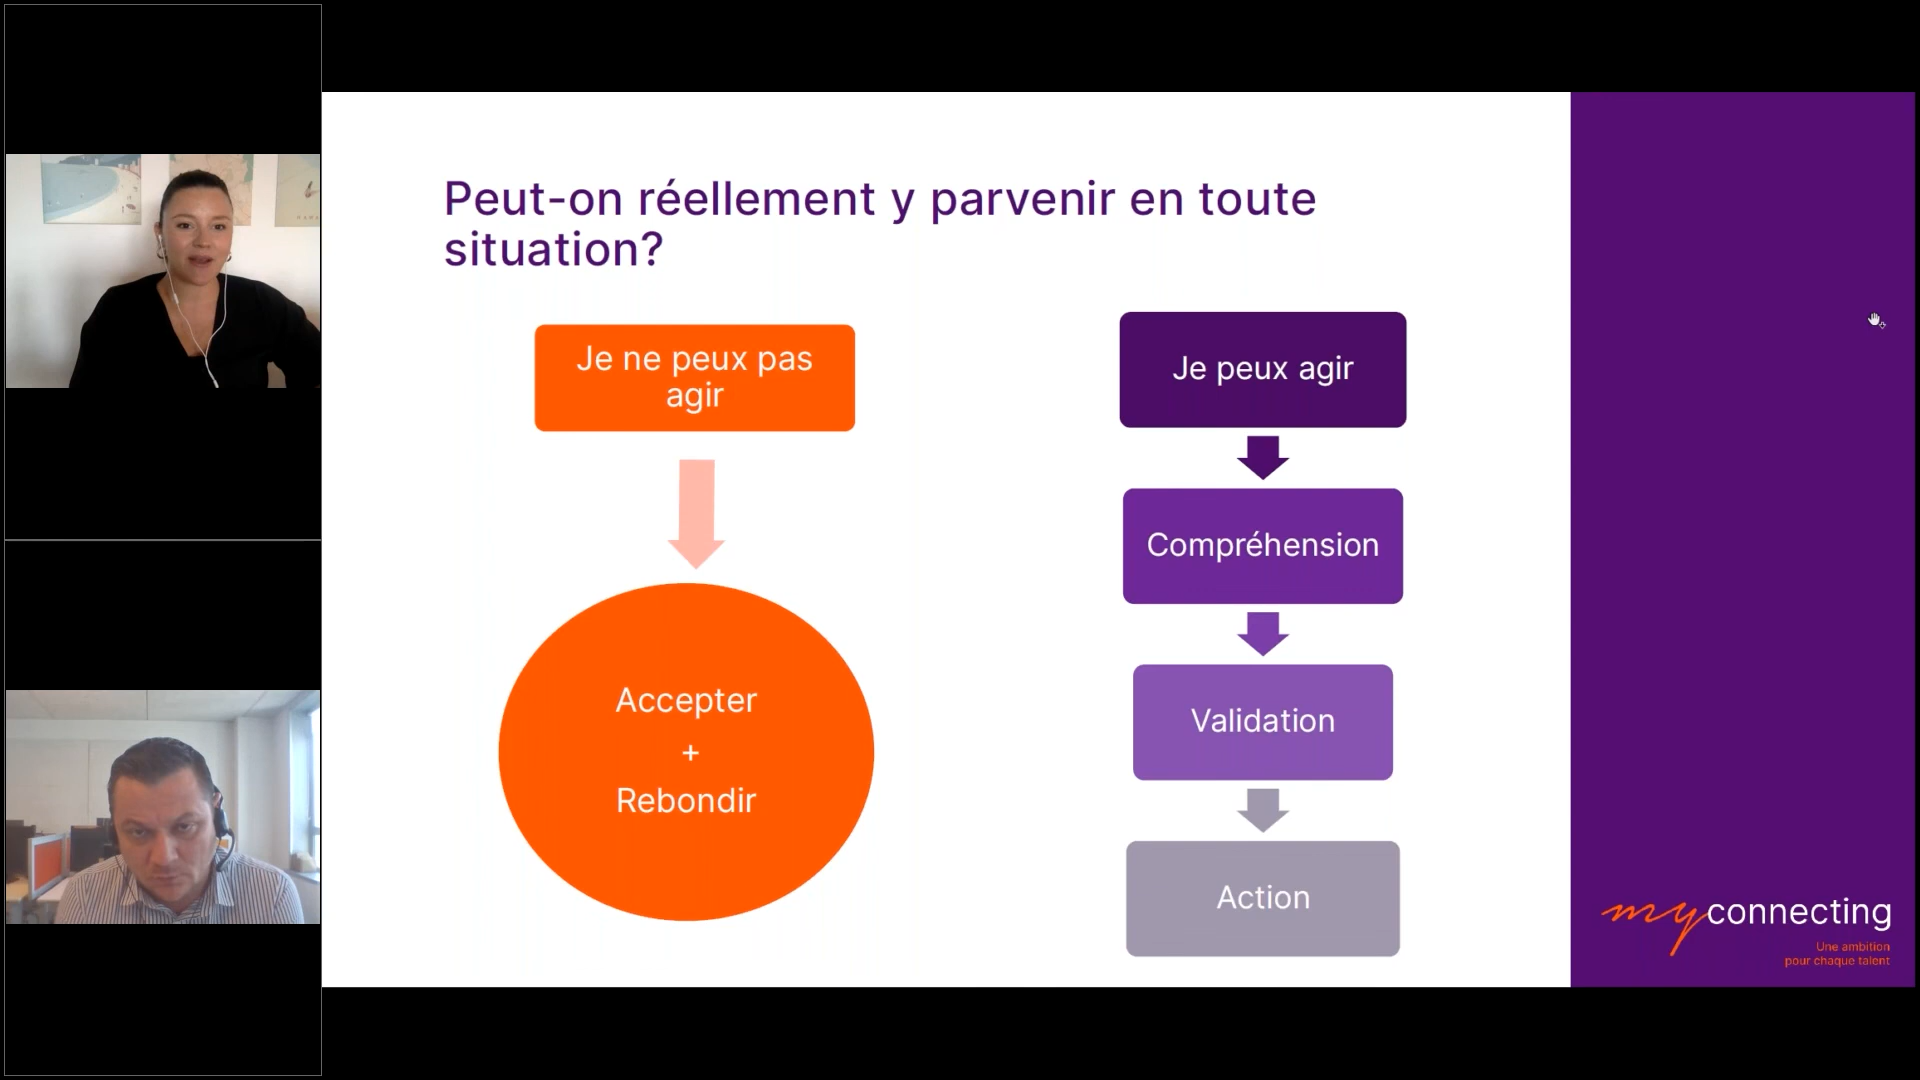 Peut-on réellement y parvenir en toute
situation?
Je ne peux pas
agir
Accepter
+
Rebondir
Je peux agir
Compréhension
Validation
Action
myconnecting
Une ambition
pour chaque talent